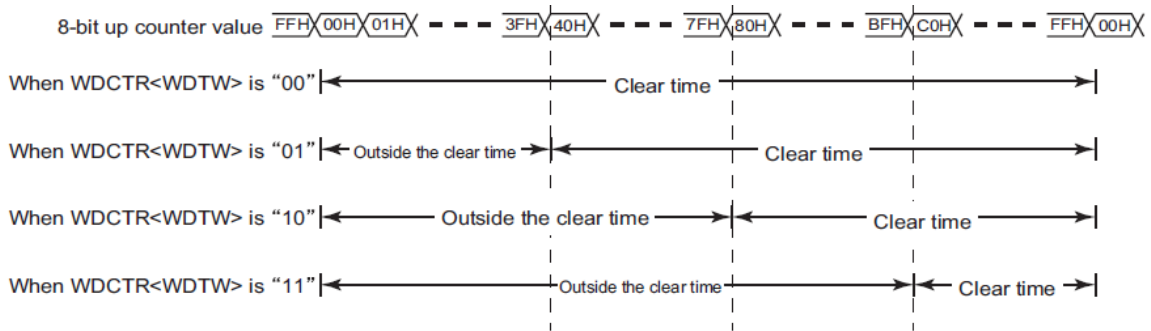 8-bit up counter value FFH 00H 01H 3FH 40H 7FH 80H BFH C0H FFH 00H
When WDCTR<WDTW> is “00” Clear time
When WDCTR<WDTW> is “01” Outside the clear time Clear time
When WDCTR<WDTW> is “10” Outside the clear time Clear time
When WDCTR<WDTW> is “11” Outside the clear time Clear time